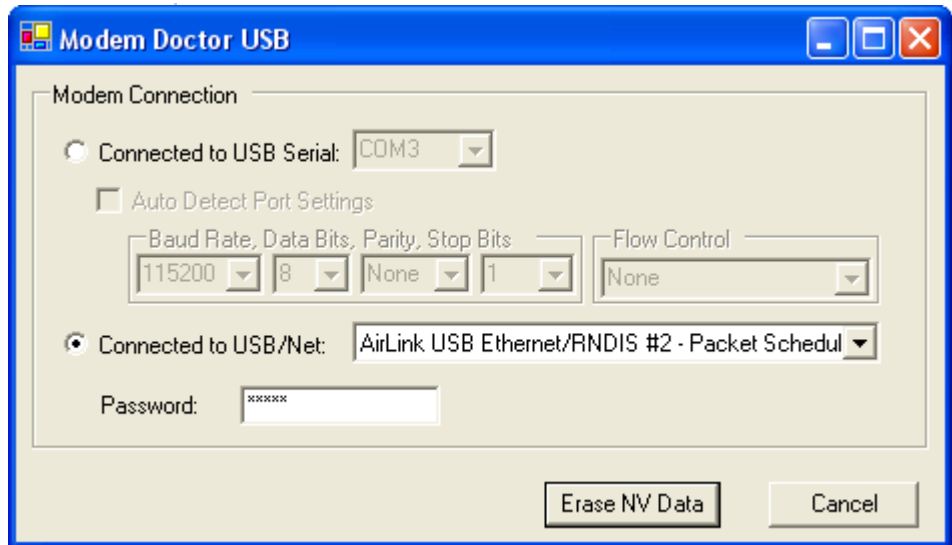 Modem Doctor USB
Modem Connection
Connected to USB Serial: COM3
Auto Detect Port Settings
Baud Rate, Data Bits, Parity, Stop Bits Flow Control
115200 8 None 1 None
Connected to USB/Net: AirLink USB Ethernet/RNDIS #2 - Packet Schedul
Password: *****
Erase NV Data Cancel